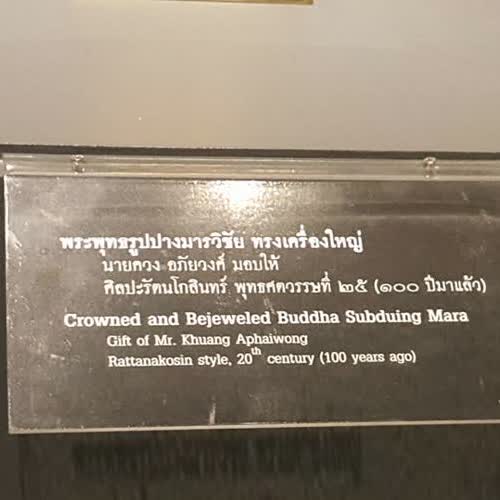 พระพุทธรูปปางมารวิชัย ทรงเครื่องใหญ่
นายควง อภัยวงศ์ มอบให้
ศิลปะรัตนโกสินทร์ พุทธศตวรรษที่ ๒๕ (๑๐๐ ปีมาแล้ว)
Crowned and Bejeweled Buddha Subduing Mara
Gift of Mr. Khuang Aphaiwong
Rattanakosin style, 20th century (100 years ago)